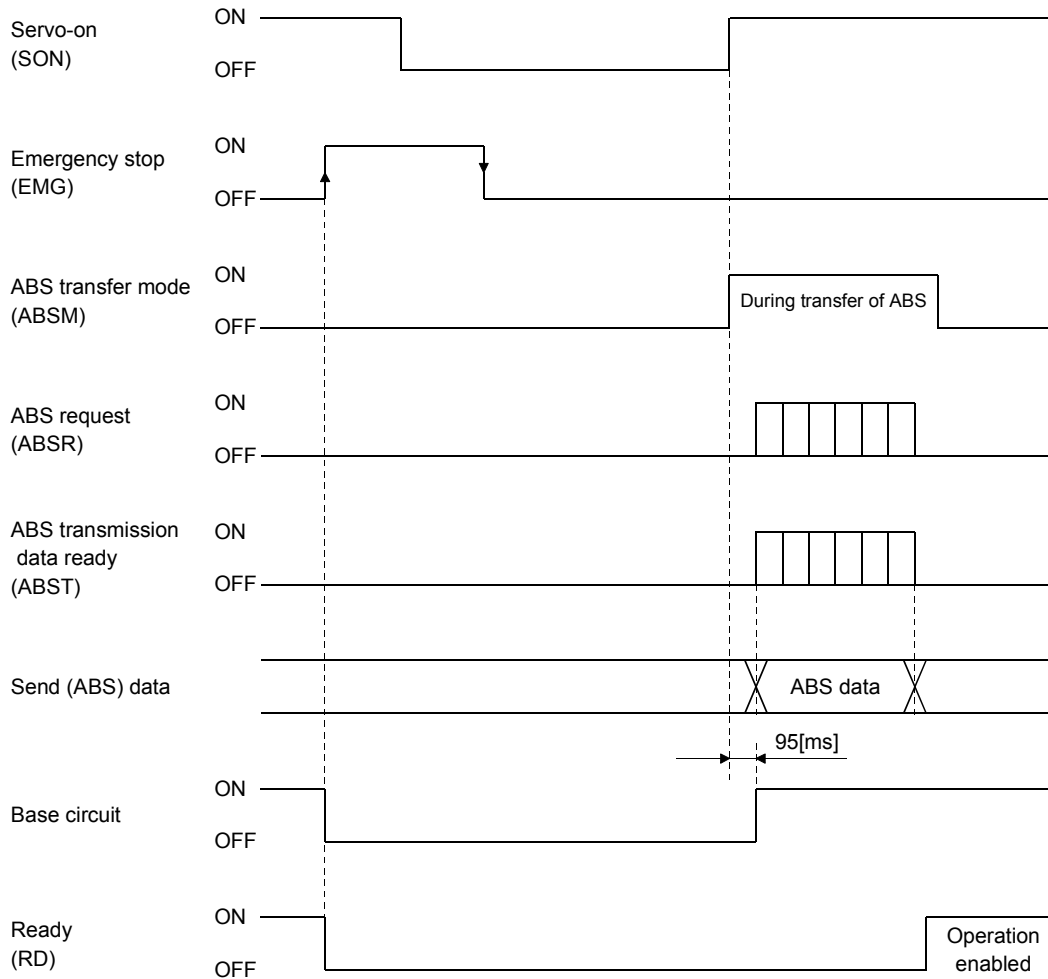 Servo-on
(SON)
ON
OFF
Emergency stop
(EMG)
ON
OFF
ABS transfer mode
(ABSM)
ON
OFF
During transfer of ABS
ABS request
(ABSR)
ON
OFF
ABS transmission
data ready
(ABST)
ON
OFF
Send (ABS) data
ABS data
95[ms]
Base circuit
ON
OFF
Ready
(RD)
ON
OFF
Operation
enabled